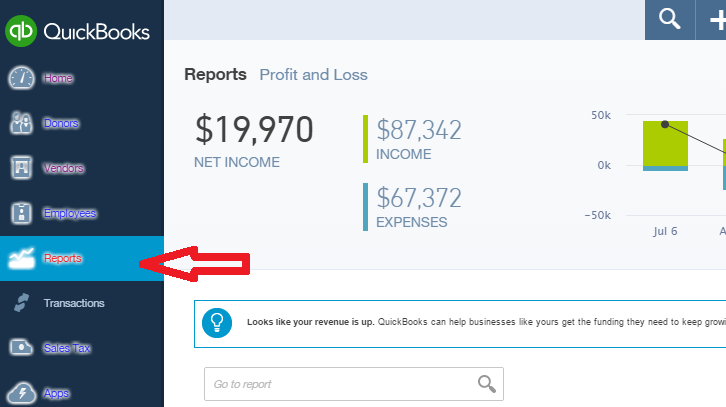 qb QuickBooks
Home
Donors
Vendors
Employees
Reports
Transactions
Sales Tax
Apps
Reports Profit and Loss
$19,970
NET INCOME
$87,342
INCOME
$67,372
EXPENSES
50k
0k
-50k
Jul 6
A
Looks like your revenue is up. QuickBooks can help businesses like yours get the funding they need to keep growi
Go to report